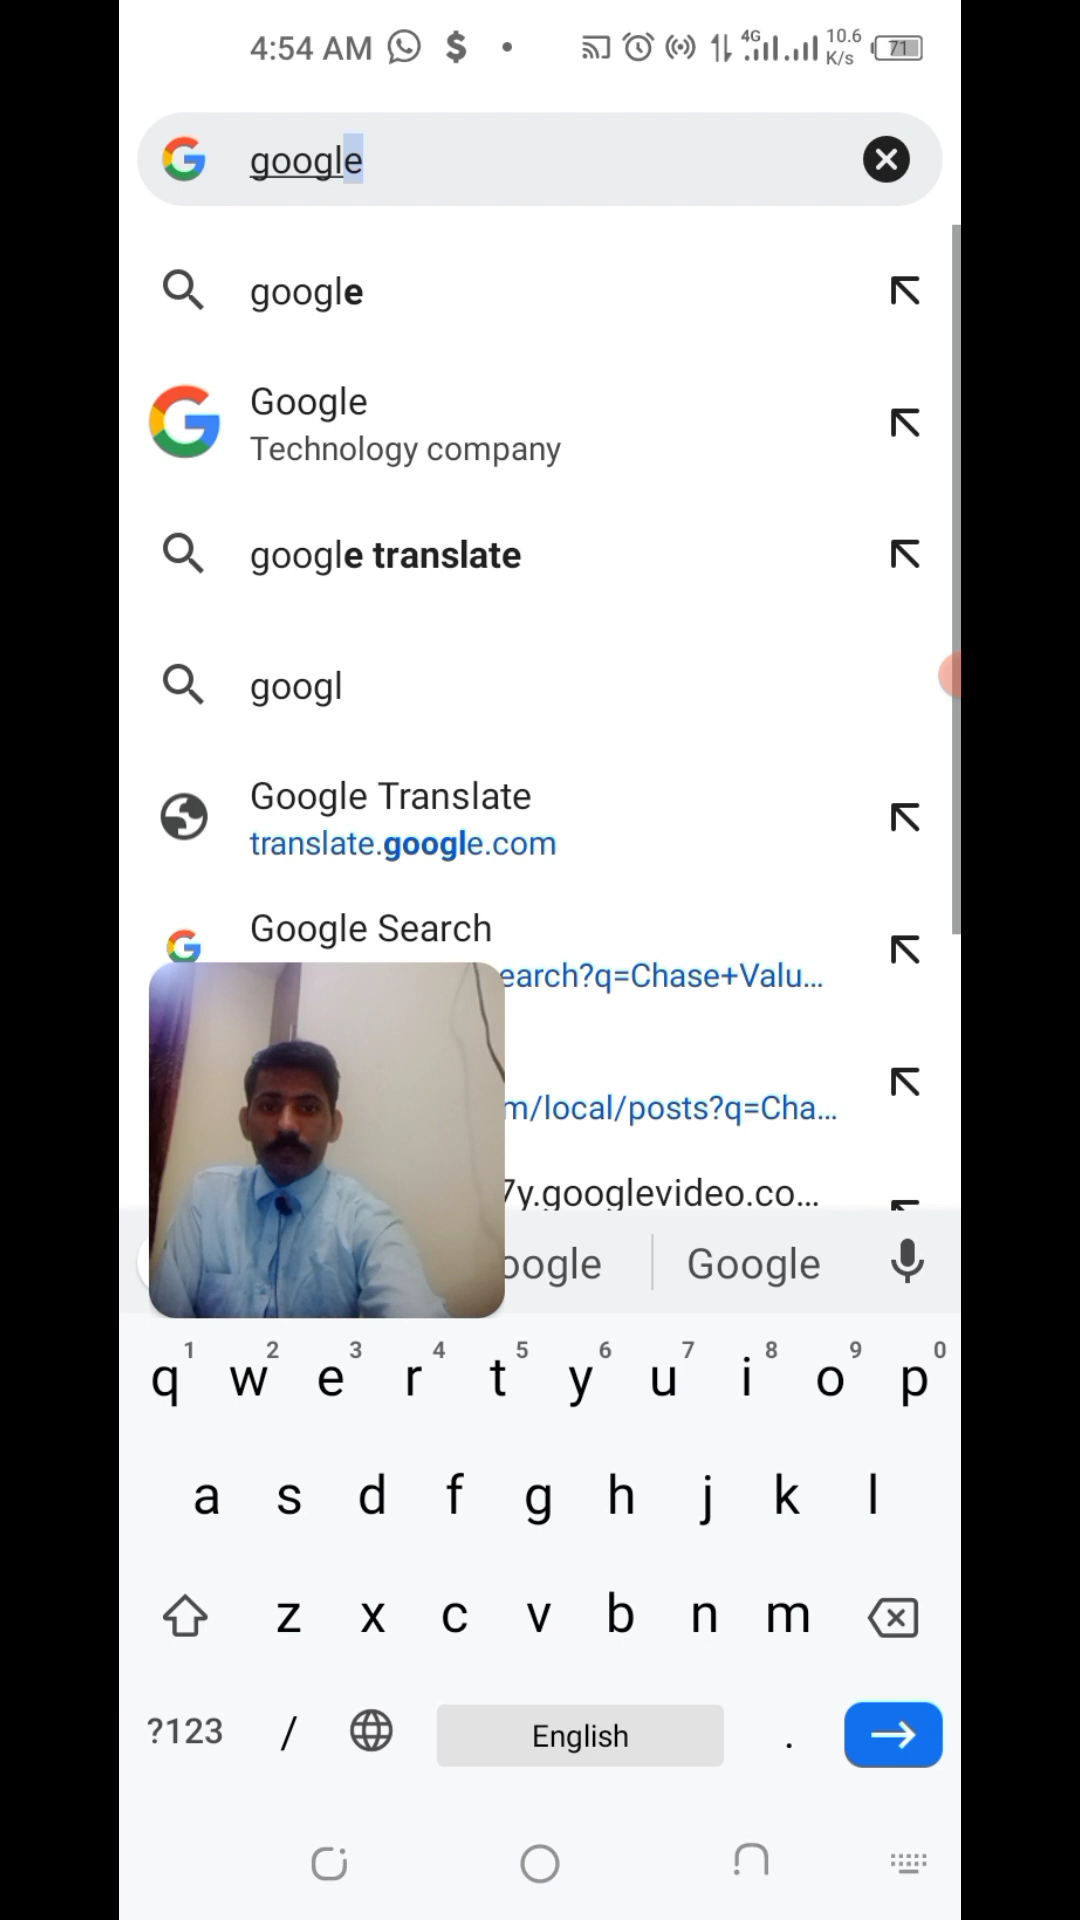 4:54 AM $ 4G 10.6 K/s 71
google
google
Google
Technology company
google translate
googl
Google Translate
translate.google.com
Google Search
earch?q=Chase+Valu...
m/local/posts?q=Cha...
7y.googlevideo.co...
oogle Google
1 2 3 4 5 6 7 8 9 0
q w e r t y u i o p
a s d f g h j k l
z x c v b n m
?123 / English .